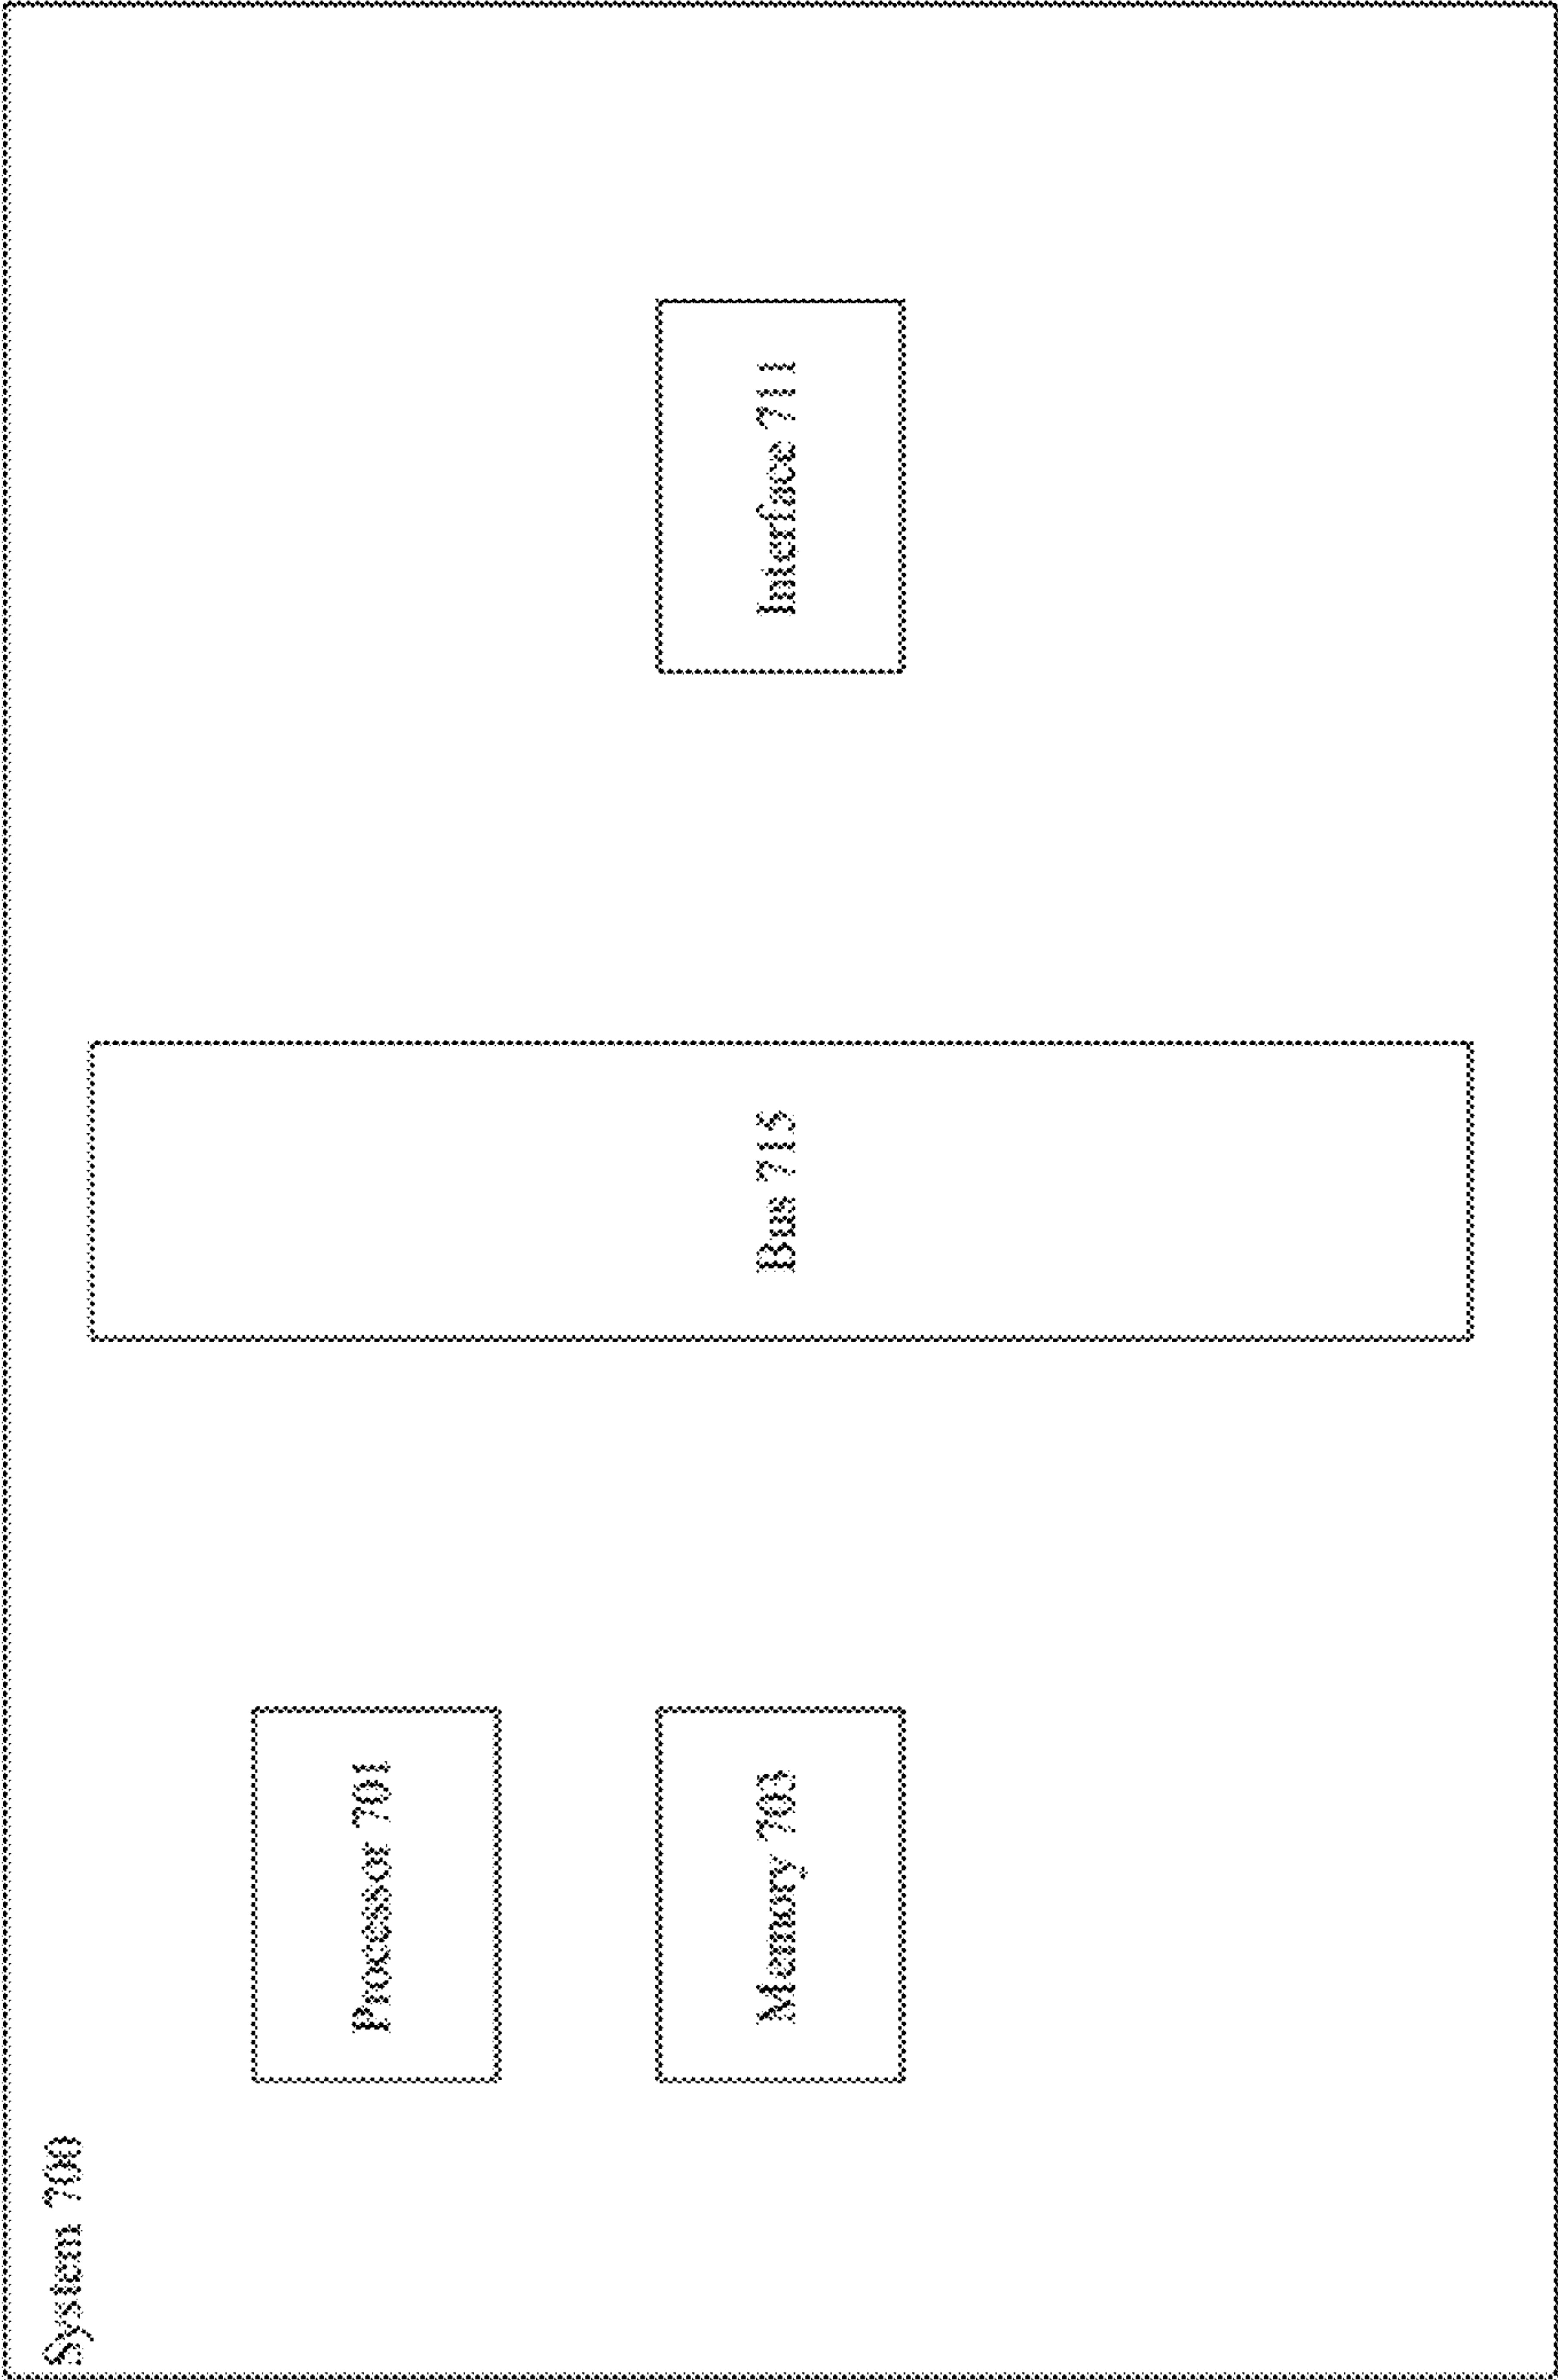 System 700
Processor 701
Memory 703
Bus 715
Interface 711